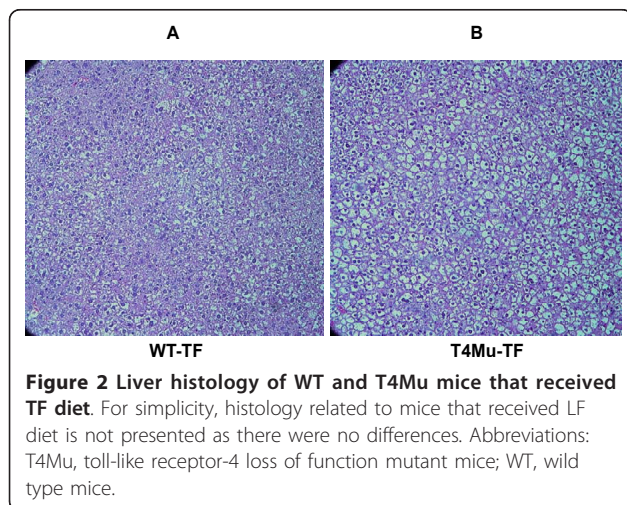 A
B
WT-TF
T4Mu-TF
Figure 2 Liver histology of WT and T4Mu mice that received
TF diet. For simplicity, histology related to mice that received LF
diet is not presented as there were no differences. Abbreviations:
T4Mu, toll-like receptor-4 loss of function mutant mice; WT, wild
type mice.